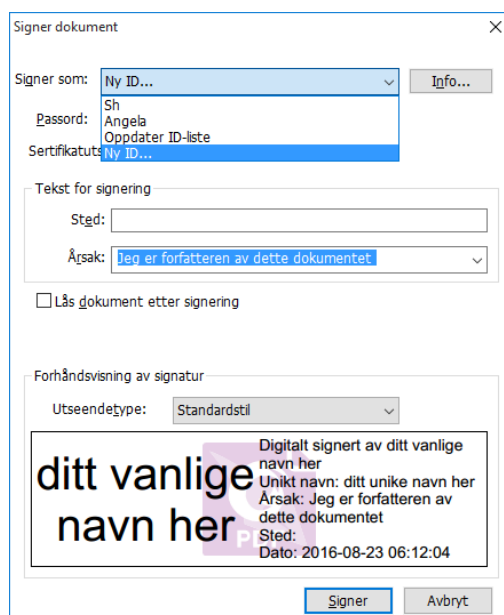 Signer dokument
Signer som: Ny ID... Info...
Sh
Angela
Oppdater ID-liste
Ny ID...
Passord:
Sertifikatuts
Tekst for signering
Sted:
Årsak: Jeg er forfatteren av dette dokumentet
Lås dokument etter signering
Forhåndsvisning av signatur
Utseendetype: Standardstil
ditt vanlige
navn her
Digitalt signert av ditt vanlige
navn her
Unikt navn: ditt unike navn her
Årsak: Jeg er forfatteren av
dette dokumentet
Sted:
Dato: 2016-08-23 06:12:04
PDF
Signer Avbryt